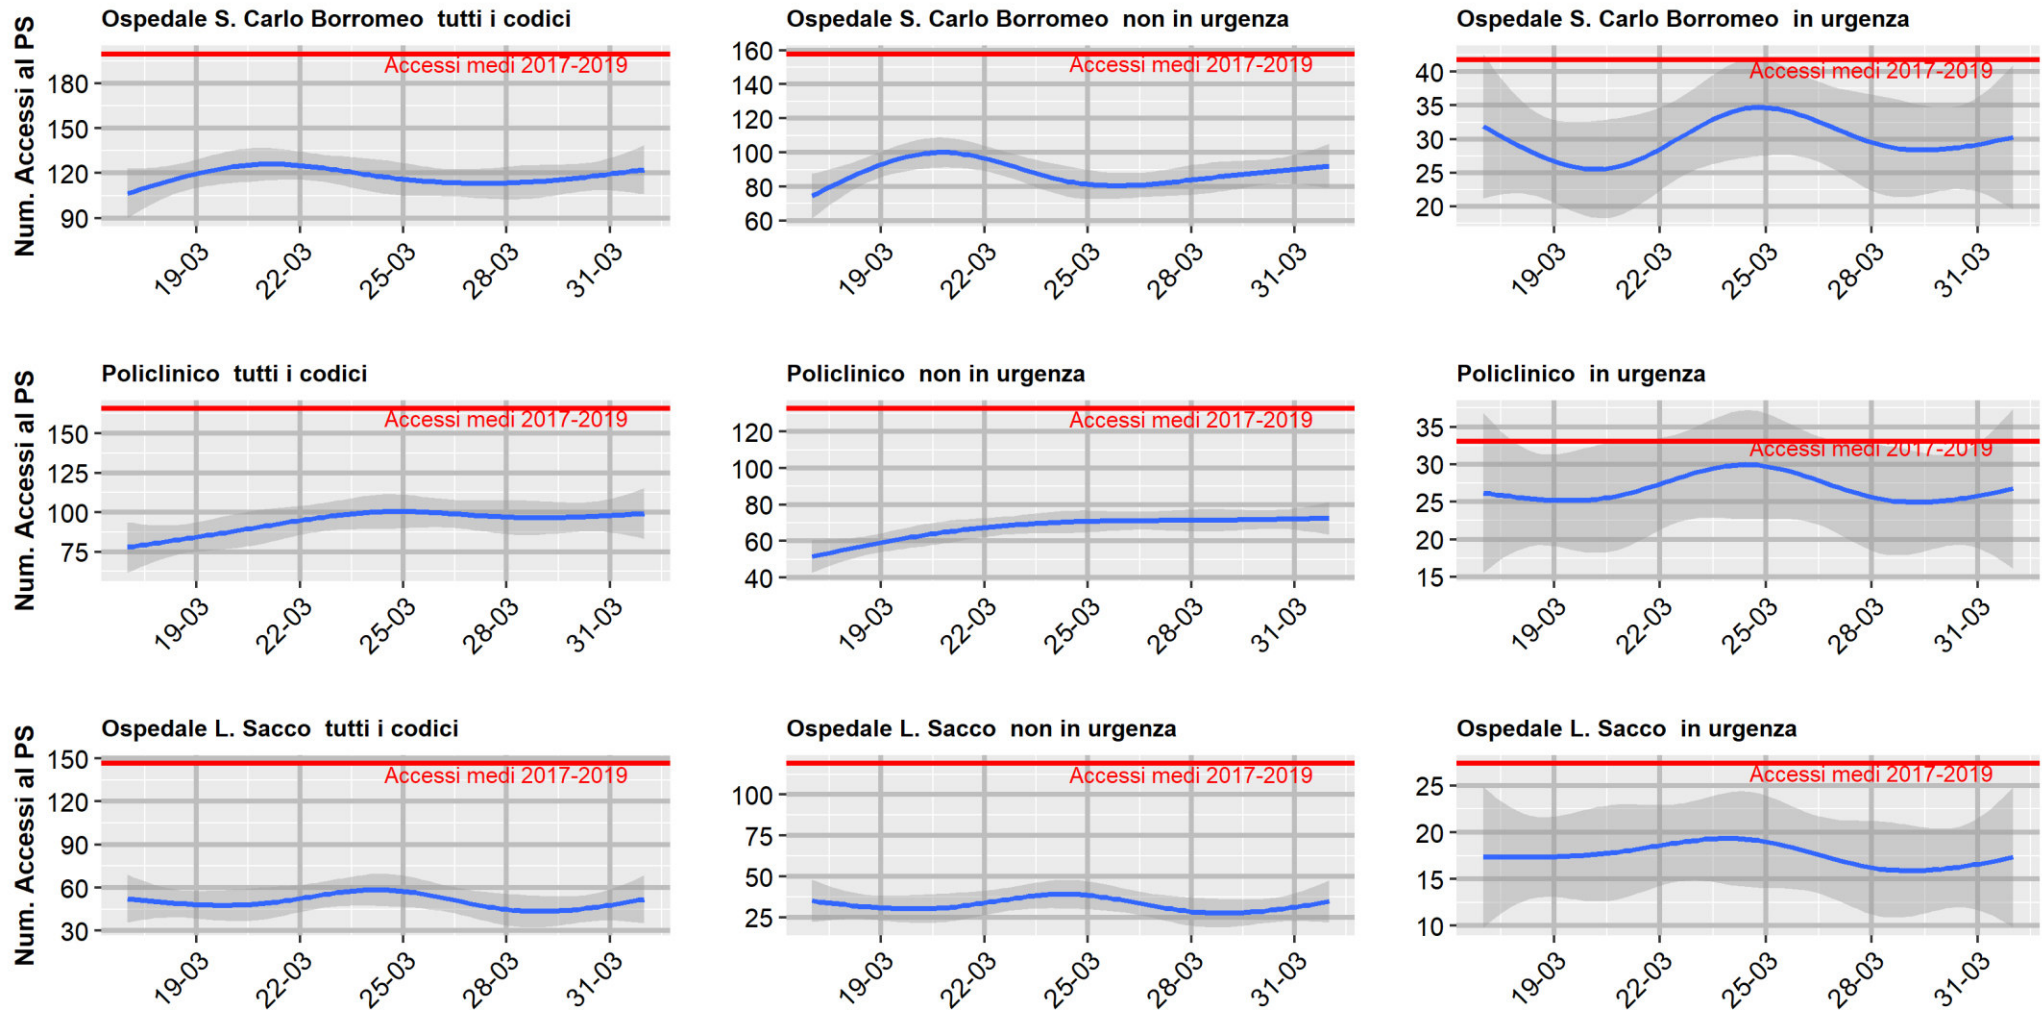 Ospedale S. Carlo Borromeo  tutti i codici
Num. Accessi al PS
180
150
120
90
Accessi medi 2017-2019
19-03 22-03 25-03 28-03 31-03
Ospedale S. Carlo Borromeo  non in urgenza
160
140
120
100
80
60
Accessi medi 2017-2019
19-03 22-03 25-03 28-03 31-03
Ospedale S. Carlo Borromeo  in urgenza
40
35
30
25
20
Accessi medi 2017-2019
19-03 22-03 25-03 28-03 31-03
Policlinico  tutti i codici
Num. Accessi al PS
150
125
100
75
Accessi medi 2017-2019
19-03 22-03 25-03 28-03 31-03
Policlinico  non in urgenza
120
100
80
60
40
Accessi medi 2017-2019
19-03 22-03 25-03 28-03 31-03
Policlinico  in urgenza
35
30
25
20
15
Accessi medi 2017-2019
19-03 22-03 25-03 28-03 31-03
Ospedale L. Sacco  tutti i codici
Num. Accessi al PS
150
120
90
60
30
Accessi medi 2017-2019
19-03 22-03 25-03 28-03 31-03
Ospedale L. Sacco  non in urgenza
100
75
50
25
Accessi medi 2017-2019
19-03 22-03 25-03 28-03 31-03
Ospedale L. Sacco  in urgenza
25
20
15
10
Accessi medi 2017-2019
19-03 22-03 25-03 28-03 31-03